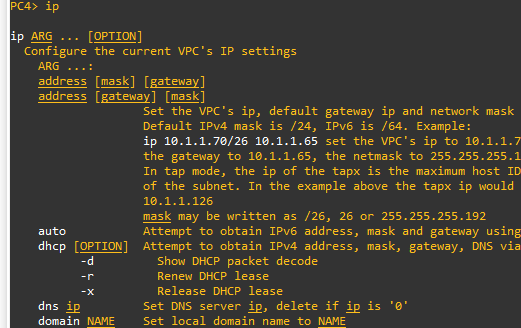 PC4> ip
ip ARG ... [OPTION]
Configure the current VPC's IP settings
ARG ...:
address [mask] [gateway]
address [gateway] [mask]
Set the VPC's ip, default gateway ip and network mask
Default IPv4 mask is /24, IPv6 is /64. Example:
ip 10.1.1.70/26 10.1.1.65 set the VPC's ip to 10.1.1.7
the gateway to 10.1.1.65, the netmask to 255.255.255.1
In tap mode, the ip of the tapx is the maximum host ID
of the subnet. In the example above the tapx ip would
10.1.1.126
mask may be written as /26, 26 or 255.255.255.192
auto Attempt to obtain IPv6 address, mask and gateway using
dhcp [OPTION] Attempt to obtain IPv4 address, mask, gateway, DNS via
-d Show DHCP packet decode
-r Renew DHCP lease
-x Release DHCP lease
dns ip Set DNS server ip, delete if ip is '0'
domain NAME Set local domain name to NAME